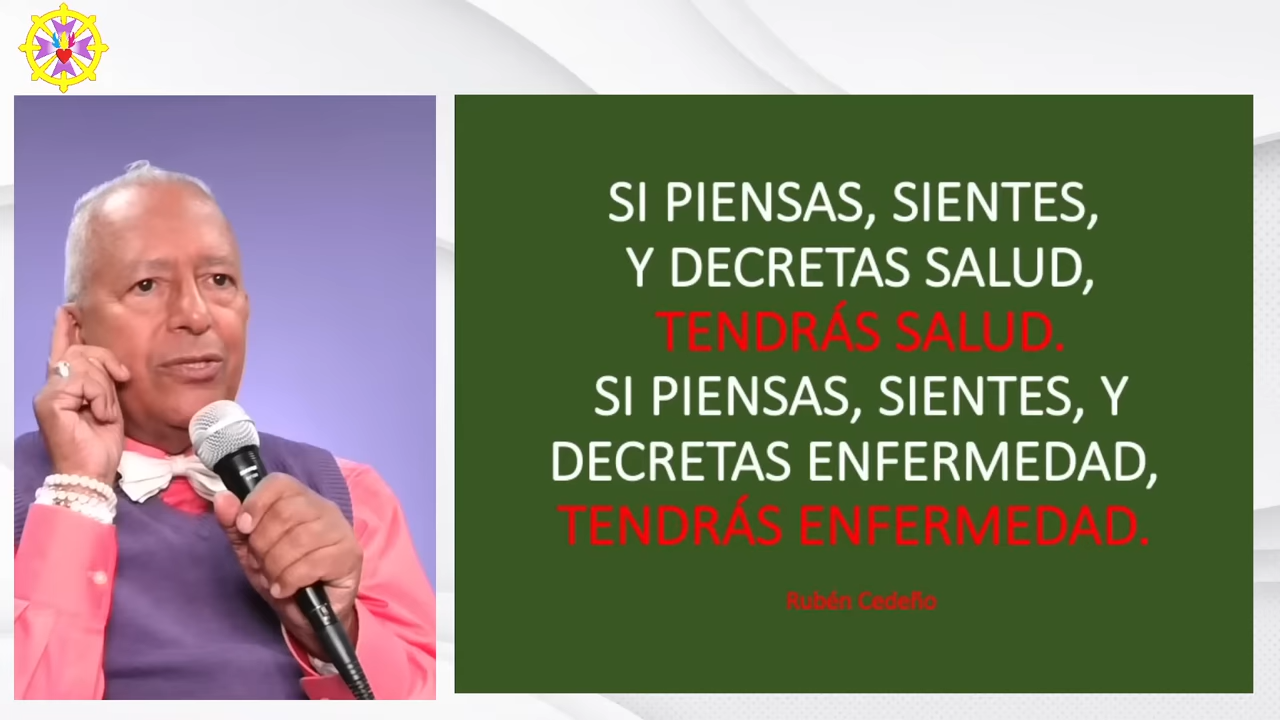 SI PIENSAS, SIENTES,
Y DECRETAS SALUD,
TENDRÁS SALUD.
SI PIENSAS, SIENTES, Y
DECRETAS ENFERMEDAD,
TENDRÁS ENFERMEDAD.
Rubén Cedeño